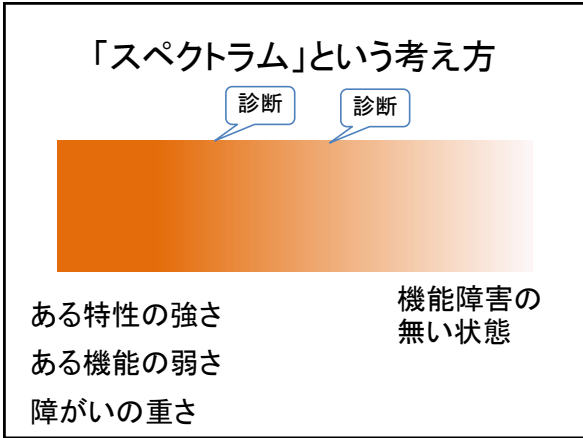 「スペクトラム」という考え方
診断
診断
ある特性の強さ
ある機能の弱さ
障がいの重さ
機能障害の
無い状態